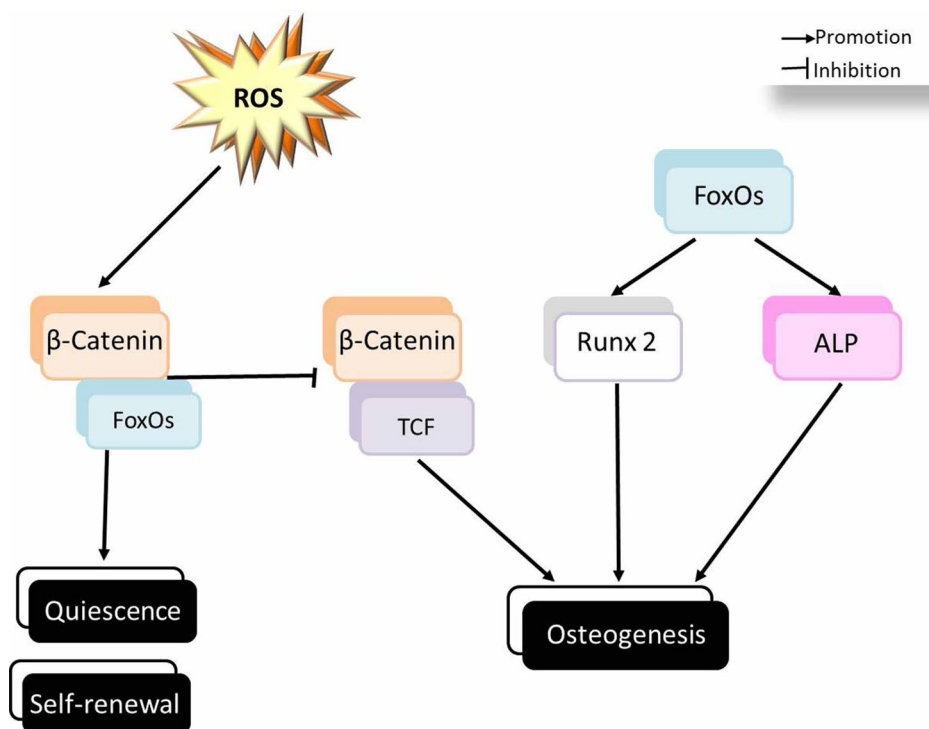 ROS
Promotion
Inhibition
FoxOs
β-Catenin
FoxOs
β-Catenin
TCF
Runx 2
ALP
Quiescence
Self-renewal
Osteogenesis